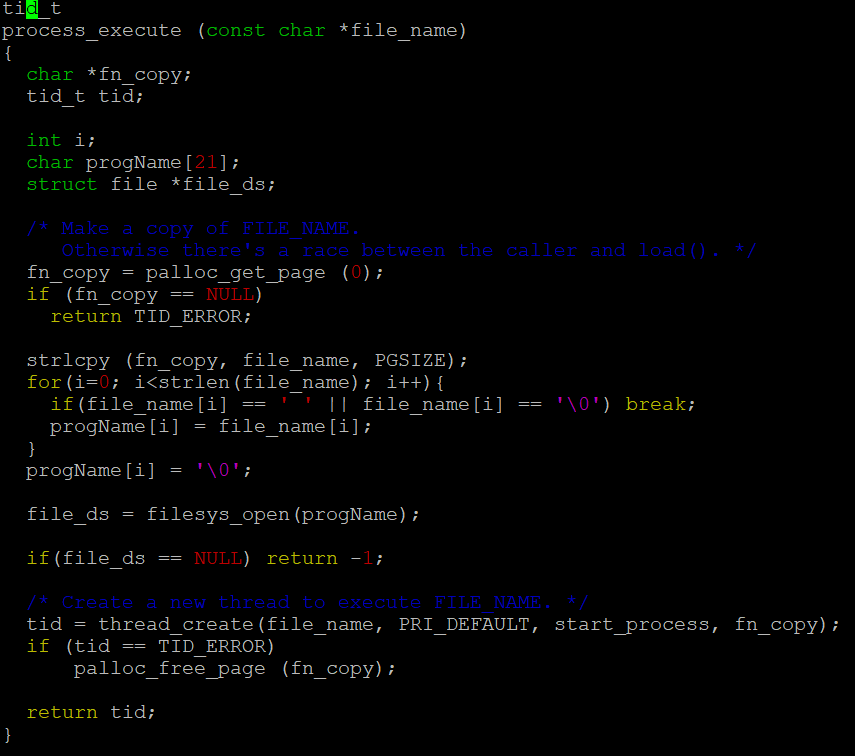 tid_t
process_execute (const char *file_name)
{
  char *fn_copy;
  tid_t tid;

  int i;
  char progName[21];
  struct file *file_ds;

  /* Make a copy of FILE_NAME.
     Otherwise there's a race between the caller and load(). */
  fn_copy = palloc_get_page (0);
  if (fn_copy == NULL)
    return TID_ERROR;

  strlcpy (fn_copy, file_name, PGSIZE);
  for(i=0; i<strlen(file_name); i++){
    if(file_name[i] == ' ' || file_name[i] == '\0') break;
    progName[i] = file_name[i];
  }
  progName[i] = '\0';

  file_ds = filesys_open(progName);

  if(file_ds == NULL) return -1;

  /* Create a new thread to execute FILE_NAME. */
  tid = thread_create(file_name, PRI_DEFAULT, start_process, fn_copy);
  if (tid == TID_ERROR)
      palloc_free_page (fn_copy);

  return tid;
}